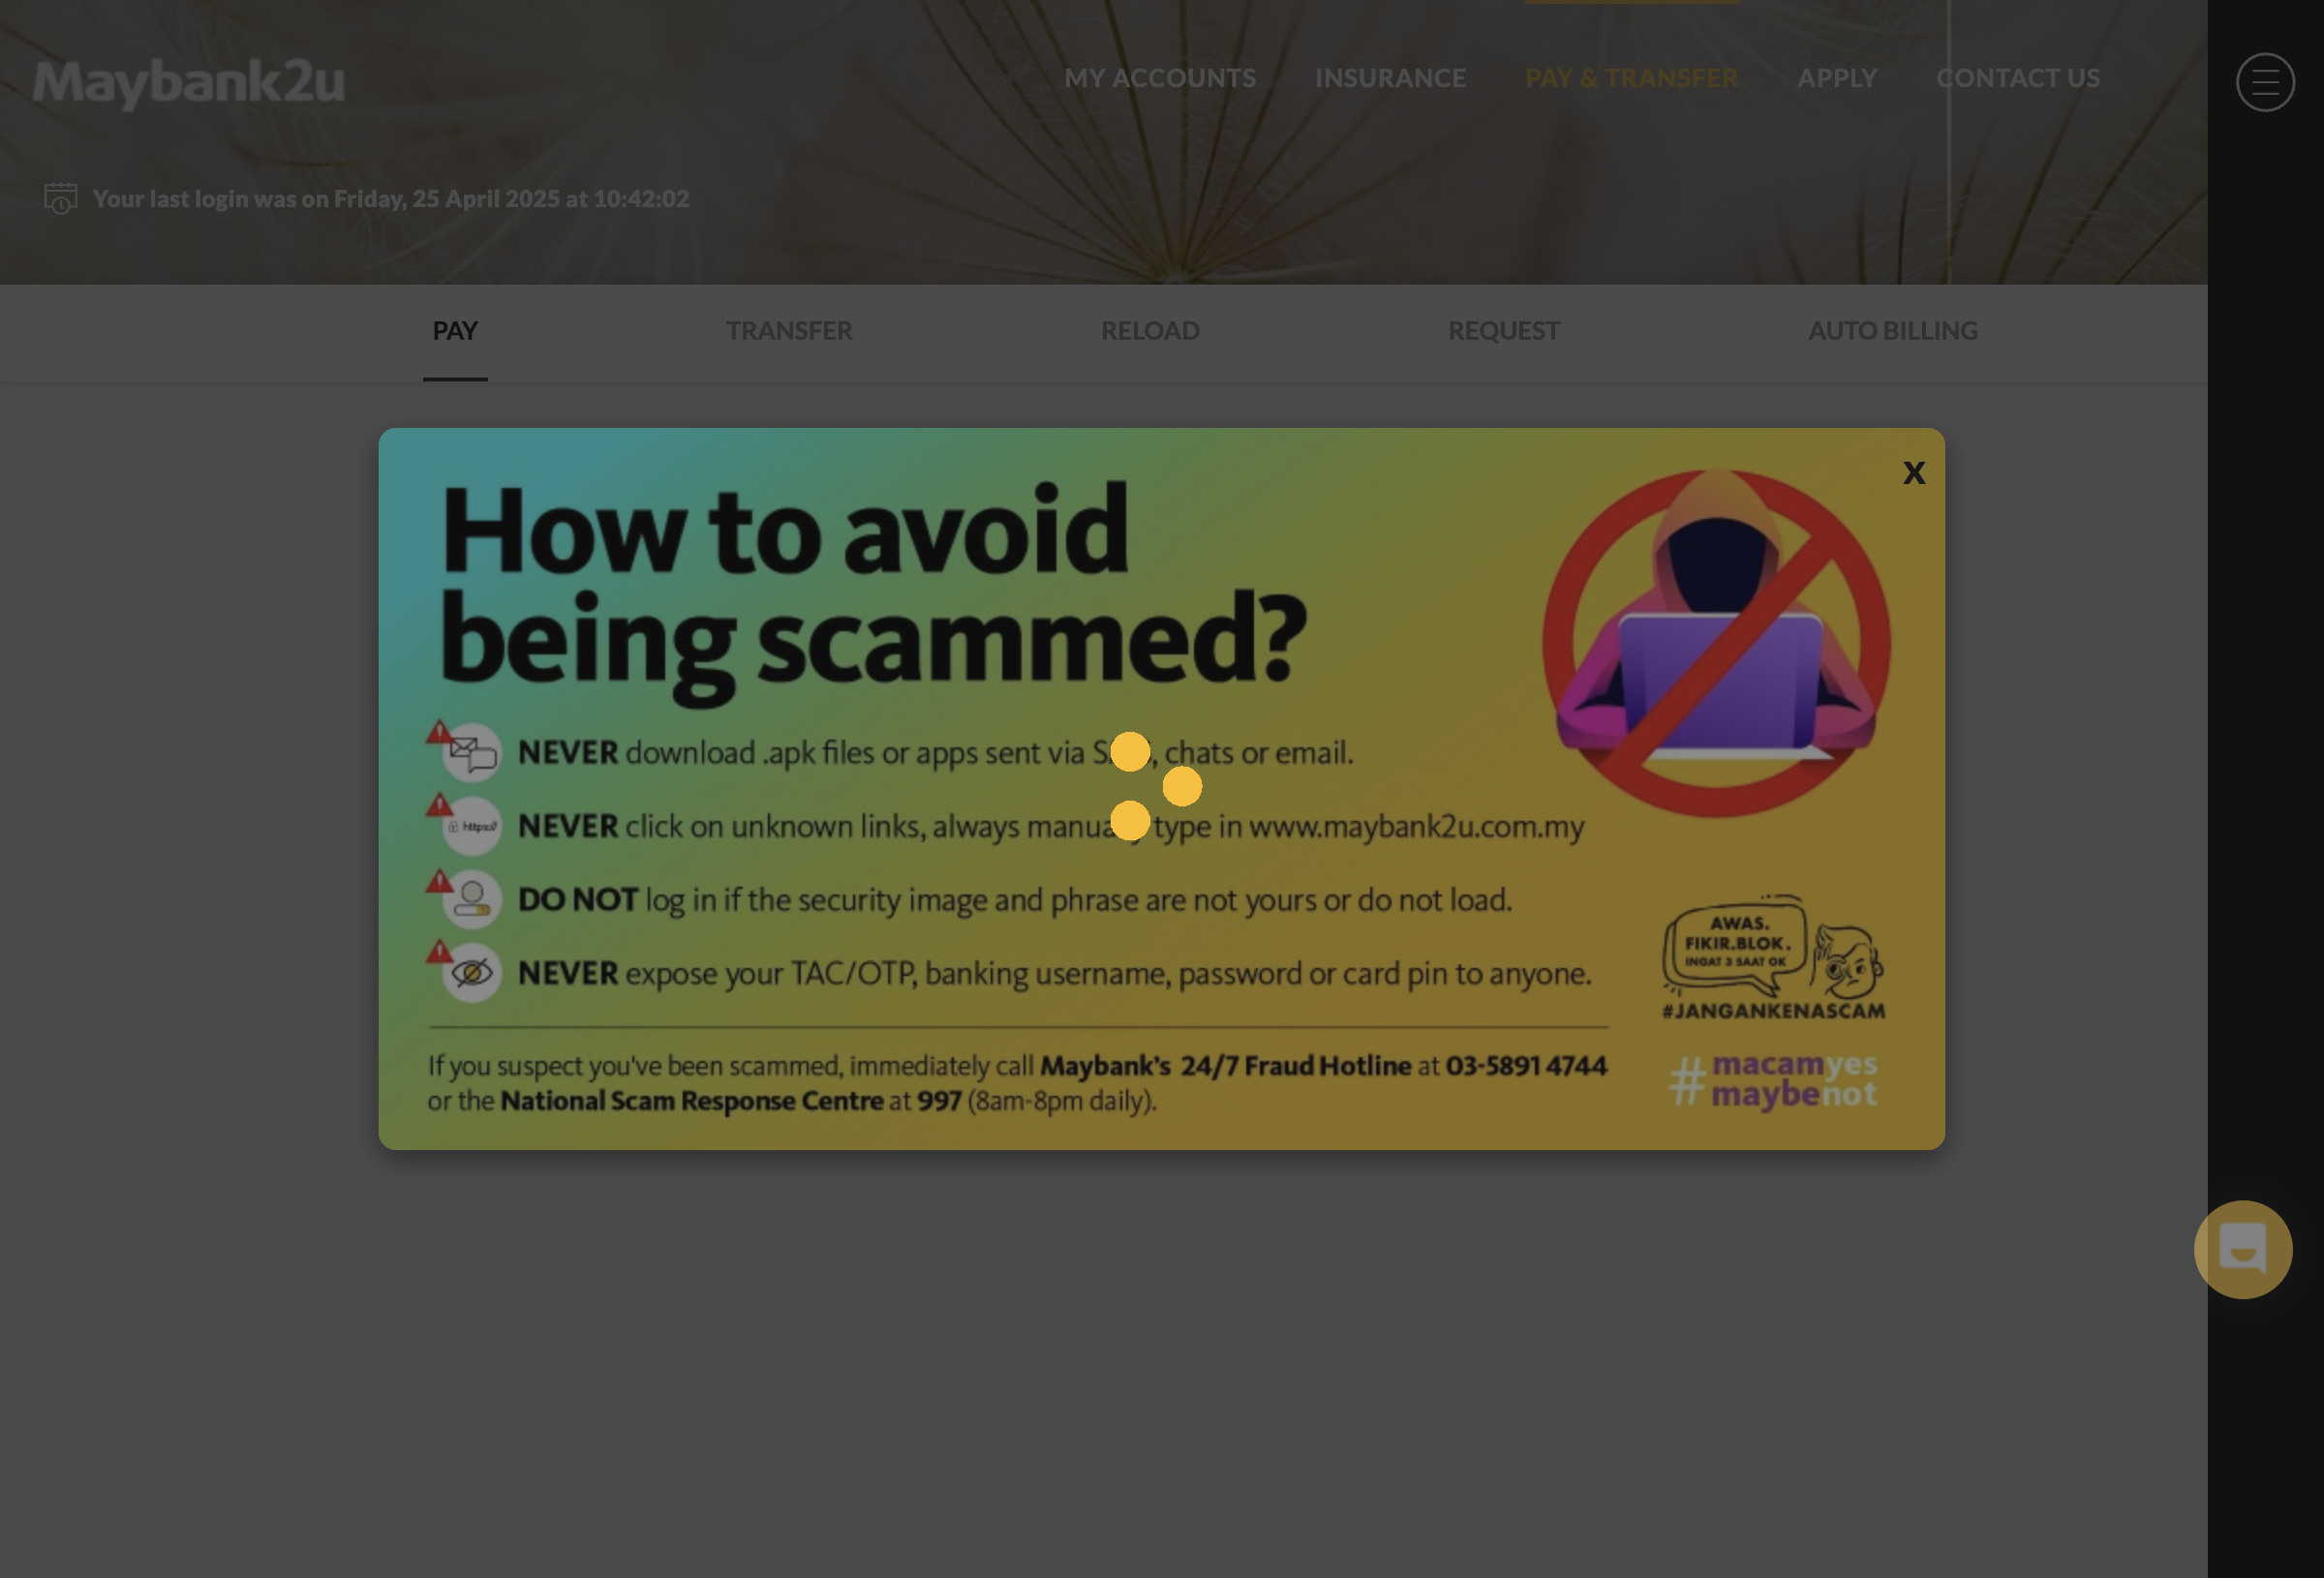 Maybank2u
MY ACCOUNTS
INSURANCE
PAY & TRANSFER
APPLY
CONTACT US
Your last login was on Friday, 25 April 2025 at 10:42:02
PAY
TRANSFER
RELOAD
REQUEST
AUTO BILLING
X
How to avoid
being scammed?
NEVER download .apk files or apps sent via chats or email.
https://
NEVER click on unknown links, always type in www.maybank2u.com.my
DO NOT log in if the security image and phrase are not yours or do not load.
NEVER expose your TAC/OTP, banking username, password or card pin to anyone.
AWAS.
FIKIR.BLOK.
INGAT 3 SAAT OK
#JANGANKENASCAM
If you suspect you've been scammed, immediately call Maybank's 24/7 Fraud Hotline at 03-5891 4744
or the National Scam Response Centre at 997 (8am-8pm daily).
#macamyes
maybenot